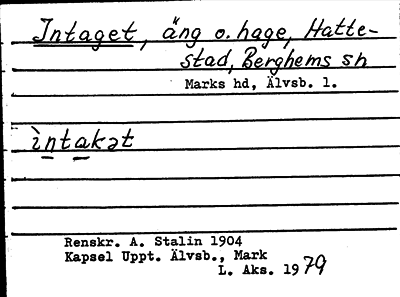 Intaget, äng o. hage, Hatte-
stad, Berghems sn
Marks hd, Älvsb. l.
ìntakət
Renskr. A. Stalin 1904
Kapsel Uppt. Älvsb., Mark
L. Aks. 1979